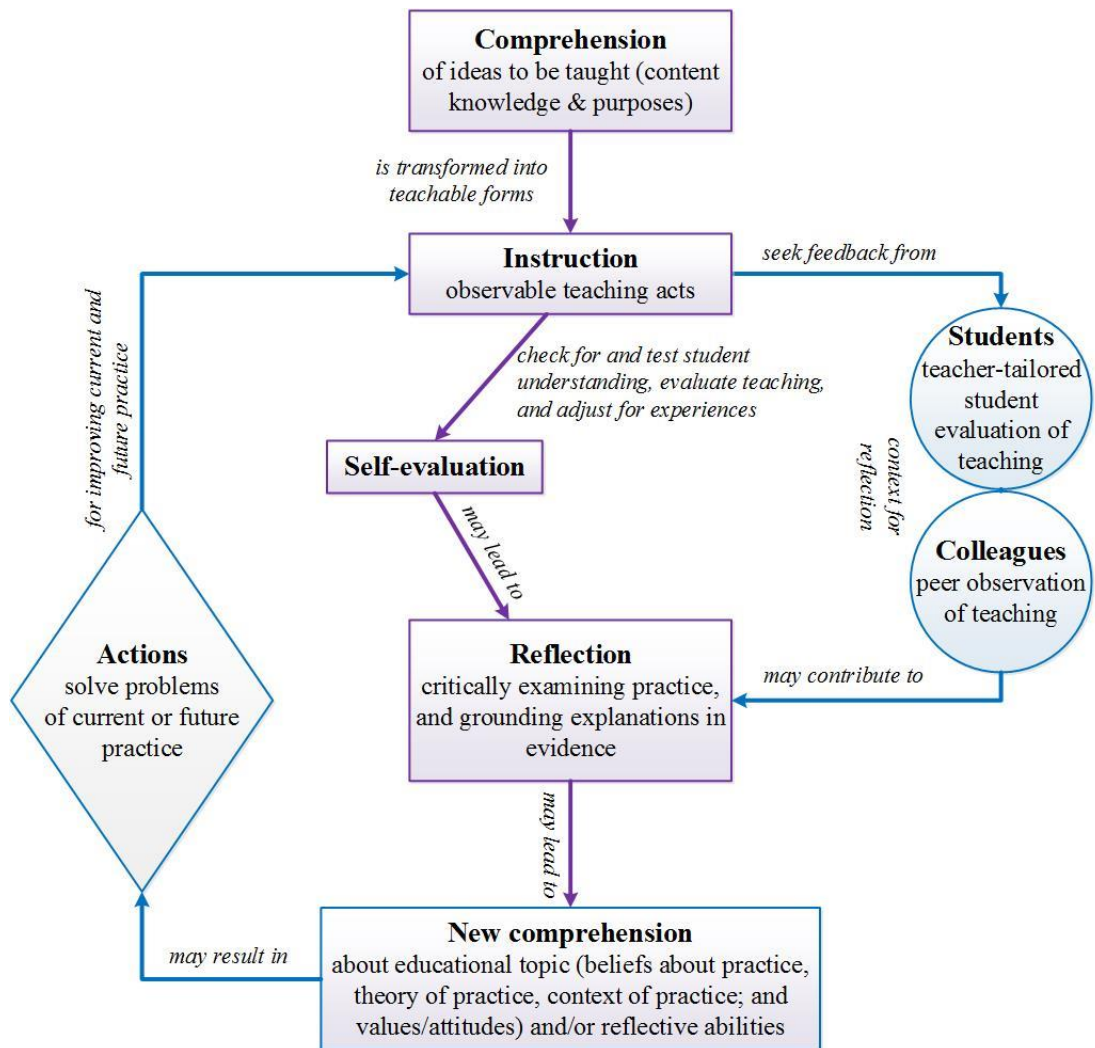 Comprehension
of ideas to be taught (content
knowledge & purposes)
is transformed into
teachable forms
Instruction
observable teaching acts
seek feedback from
for improving current and
future practice
check for and test student
understanding, evaluate teaching,
and adjust for experiences
Students
teacher-tailored
student
evaluation of
teaching
Self-evaluation
context for
reflection
may lead to
Colleagues
peer observation
of teaching
Actions
solve problems
of current or future
practice
Reflection
critically examining practice,
and grounding explanations in
evidence
may contribute to
may lead to
New comprehension
about educational topic (beliefs about practice,
theory of practice, context of practice; and
values/attitudes) and/or reflective abilities
may result in